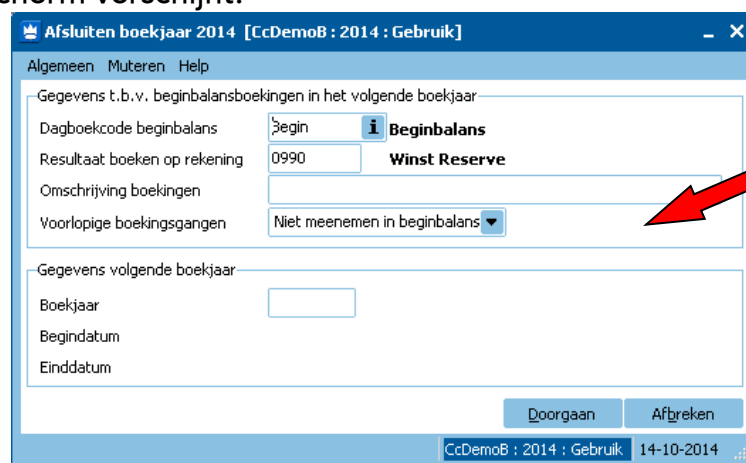 Afsluiten boekjaar 2014 [CcDemoB : 2014 : Gebruik]
Algemeen Muteren Help
Gegevens t.b.v. beginbalansboekingen in het volgende boekjaar
Dagboekcode beginbalans Begin i Beginbalans
Resultaat boeken op rekening 0990 Winst Reserve
Omschrijving boekingen
Voorlopige boekingsgangen Niet meenemen in beginbalans
Gegevens volgende boekjaar
Boekjaar
Begindatum
Einddatum
Doorgaan Afbreken
CcDemoB : 2014 : Gebruik 14-10-2014